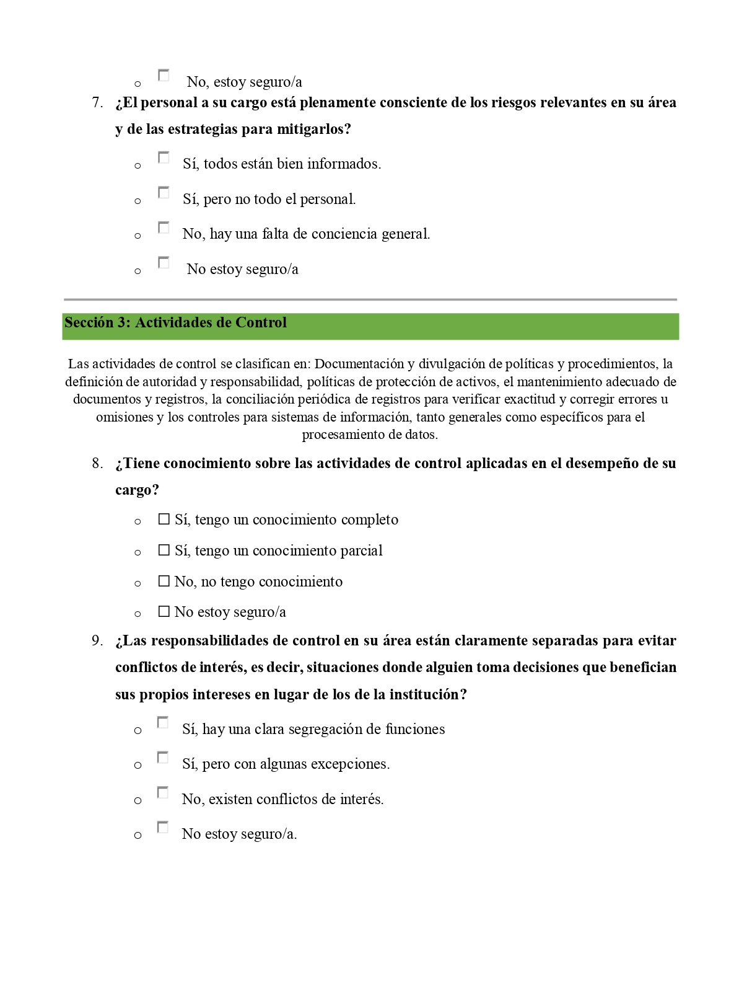 o ☐ No, estoy seguro/a
7. ¿El personal a su cargo está plenamente consciente de los riesgos relevantes en su área
y de las estrategias para mitigarlos?
o ☐ Sí, todos están bien informados.
o ☐ Sí, pero no todo el personal.
o ☐ No, hay una falta de conciencia general.
o ☐ No estoy seguro/a
Sección 3: Actividades de Control
Las actividades de control se clasifican en: Documentación y divulgación de políticas y procedimientos, la
definición de autoridad y responsabilidad, políticas de protección de activos, el mantenimiento adecuado de
documentos y registros, la conciliación periódica de registros para verificar exactitud y corregir errores u
omisiones y los controles para sistemas de información, tanto generales como específicos para el
procesamiento de datos.
8. ¿Tiene conocimiento sobre las actividades de control aplicadas en el desempeño de su
cargo?
o ☐ Sí, tengo un conocimiento completo
o ☐ Sí, tengo un conocimiento parcial
o ☐ No, no tengo conocimiento
o ☐ No estoy seguro/a
9. ¿Las responsabilidades de control en su área están claramente separadas para evitar
conflictos de interés, es decir, situaciones donde alguien toma decisiones que benefician
sus propios intereses en lugar de los de la institución?
o ☐ Sí, hay una clara segregación de funciones
o ☐ Sí, pero con algunas excepciones.
o ☐ No, existen conflictos de interés.
o ☐ No estoy seguro/a.